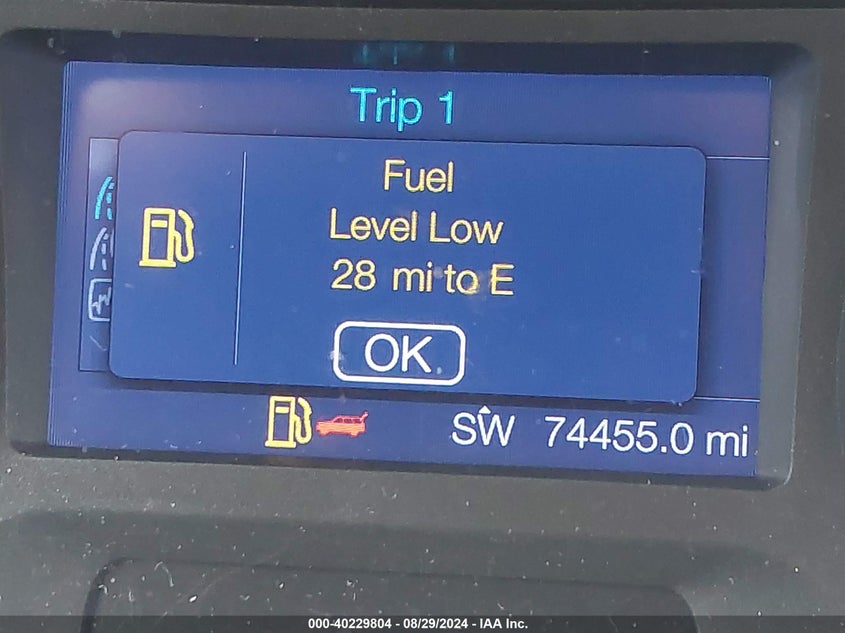 Trip 1
Fuel
Level Low
28 mi to E
OK
SW 74455.0 mi
000-40229804 - 08/29/2024 - IAA Inc.